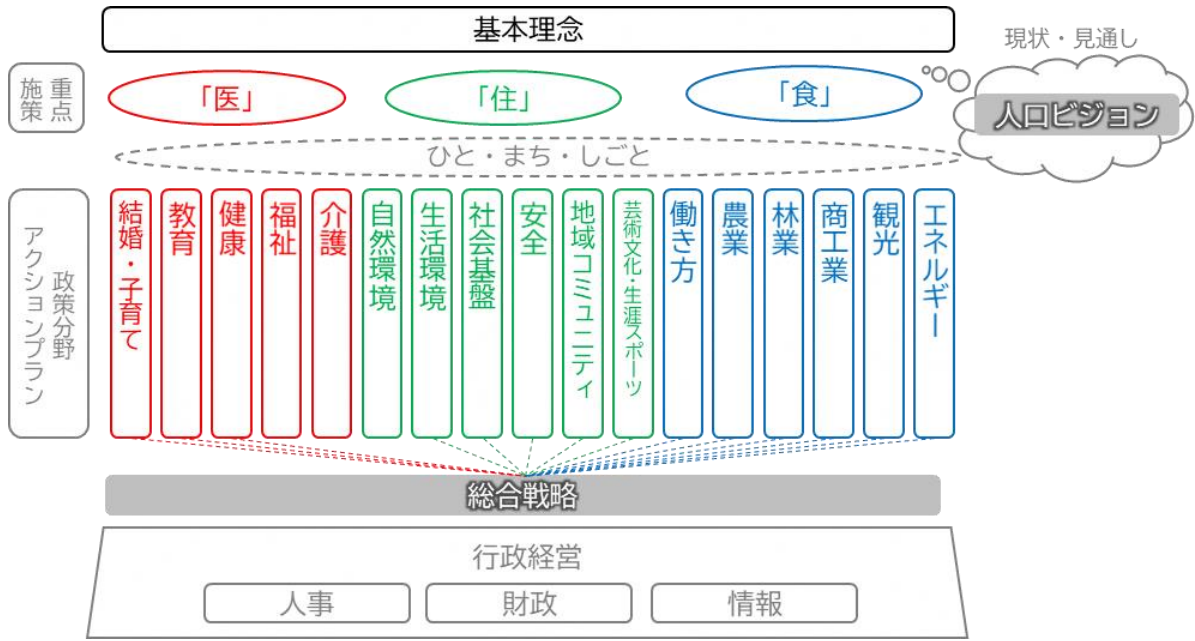 基本理念
現状・見通し
重点
施策
「医」
「住」
「食」
人口ビジョン
ひと・まち・しごと
政策分野
アクションプラン
結婚・子育て
教育
健康
福祉
介護
自然環境
生活環境
社会基盤
安全
地域コミュニティ
芸術文化・生涯スポーツ
働き方
農業
林業
商工業
観光
エネルギー
総合戦略
行政経営
人事
財政
情報